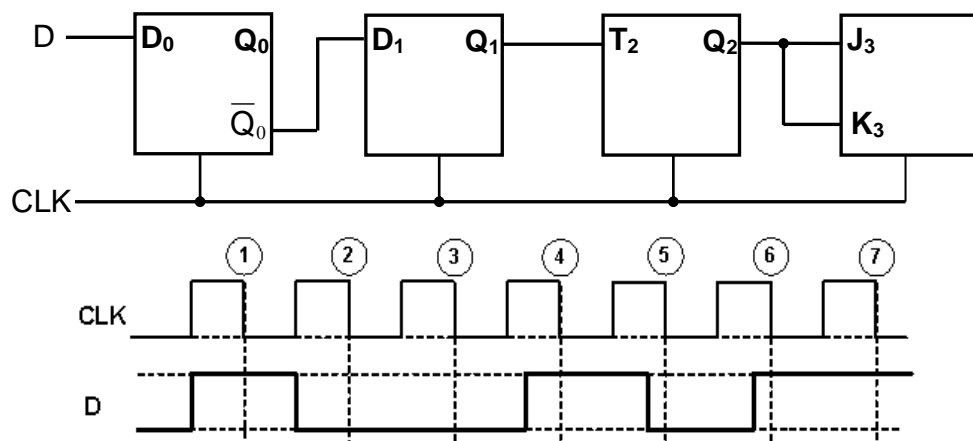 D D₀ Q₀ D₁ Q₁ T₂ Q₂ J₃
Q̅₀ K₃
CLK
1 2 3 4 5 6 7
CLK
D